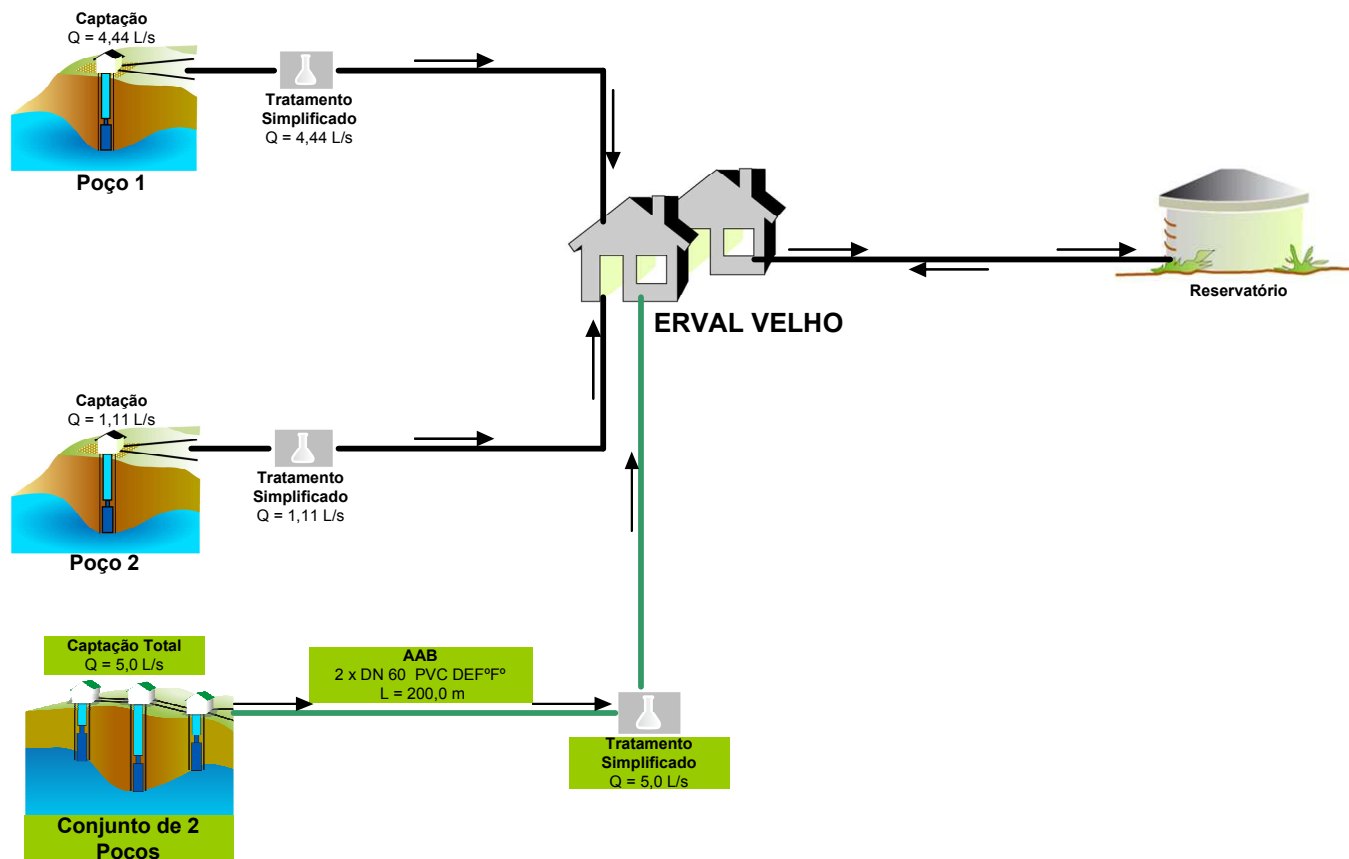 Captação
Q = 4,44 L/s
Tratamento
Simplificado
Q = 4,44 L/s
Poço 1
ERVAL VELHO
Reservatório
Captação
Q = 1,11 L/s
Tratamento
Simplificado
Q = 1,11 L/s
Poço 2
Captação Total
Q = 5,0 L/s
AAB
2 x DN 60 PVC DEFºFº
L = 200,0 m
Tratamento
Simplificado
Q = 5,0 L/s
Conjunto de 2
Poços